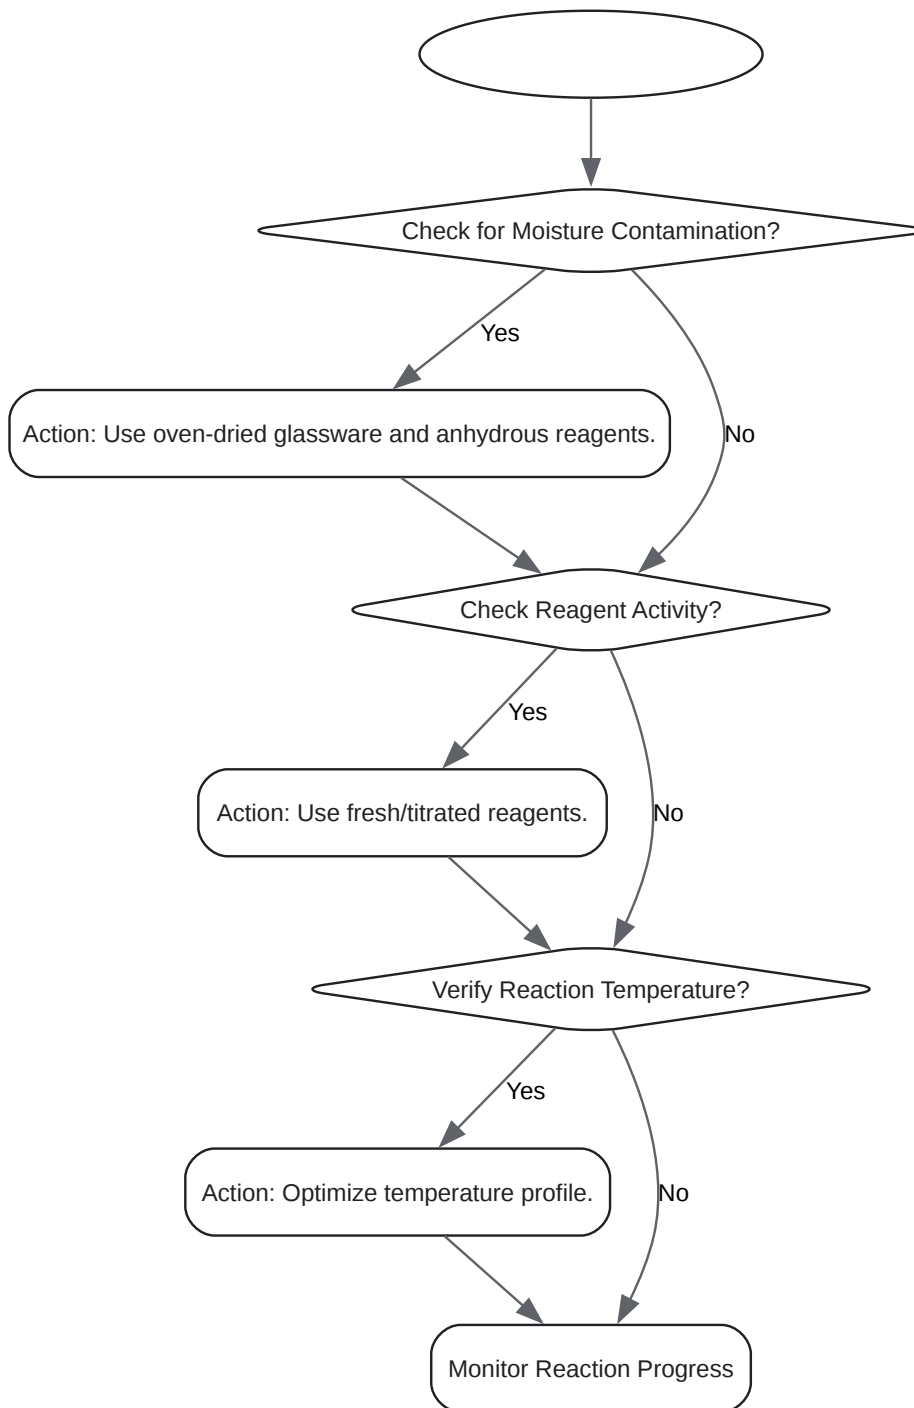 Check for Moisture Contamination?
Yes
Action: Use oven-dried glassware and anhydrous reagents.
No
Check Reagent Activity?
Yes
Action: Use fresh/titrated reagents.
No
Verify Reaction Temperature?
Yes
Action: Optimize temperature profile.
No
Monitor Reaction Progress